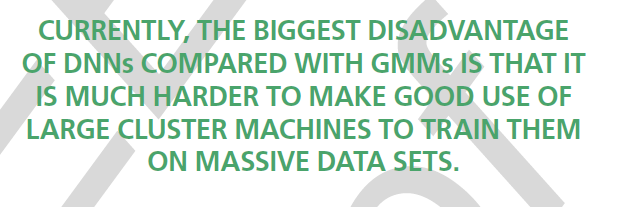 CURRENTLY, THE BIGGEST DISADVANTAGE
OF DNNs COMPARED WITH GMMs IS THAT IT
IS MUCH HARDER TO MAKE GOOD USE OF
LARGE CLUSTER MACHINES TO TRAIN THEM
ON MASSIVE DATA SETS.